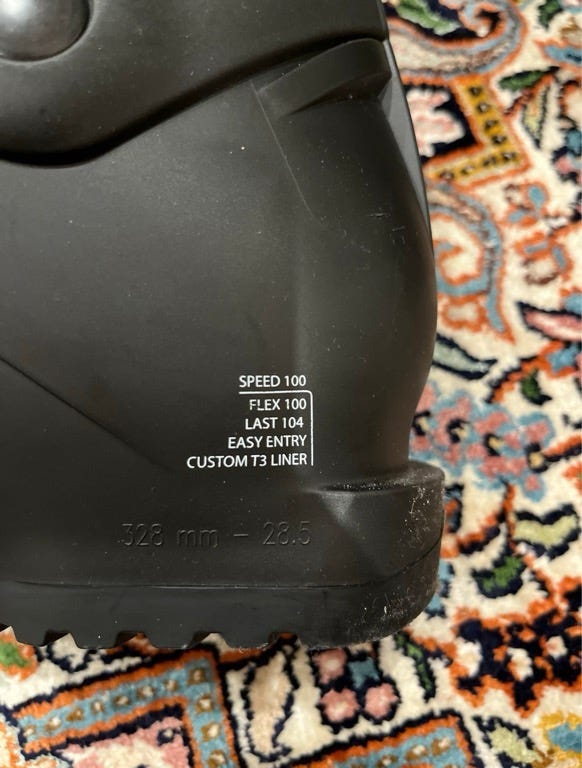 SPEED 100
FLEX 100
LAST 104
EASY ENTRY
CUSTOM T3 LINER
328 mm - 28.5